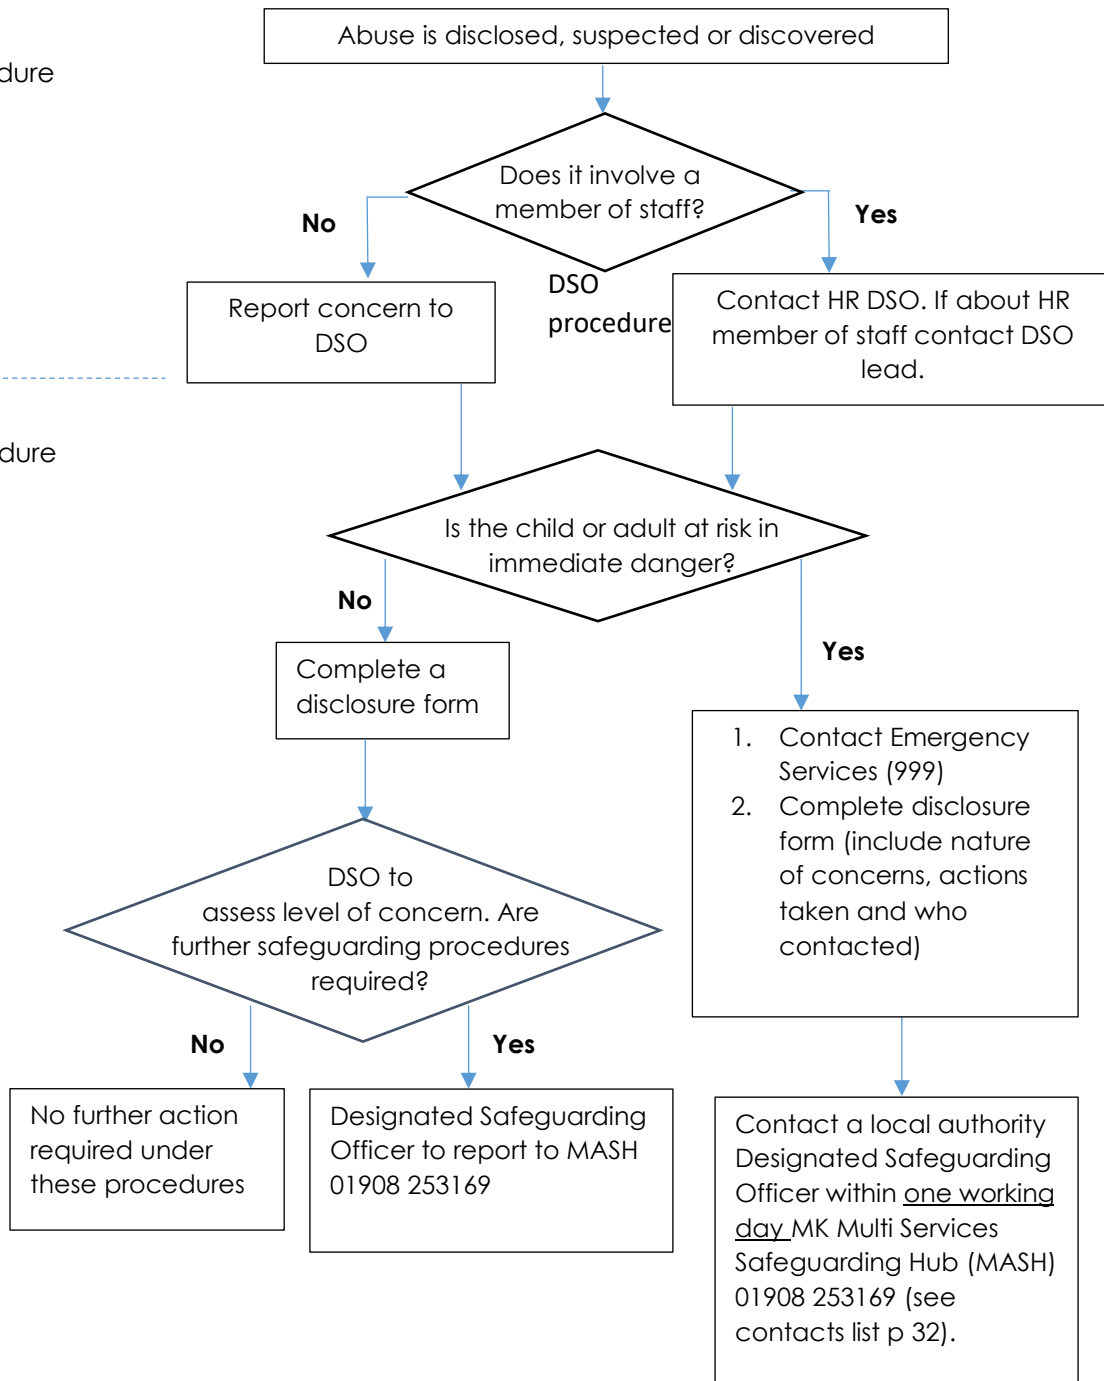 Abuse is disclosed, suspected or discovered
dure
Does it involve a
member of staff?
No
Yes
DSO
procedure
Report concern to
DSO
Contact HR DSO. If about HR
member of staff contact DSO
lead.
dure
Is the child or adult at risk in
immediate danger?
No
Yes
Complete a
disclosure form
1. Contact Emergency
Services (999)
2. Complete disclosure
form (include nature
of concerns, actions
taken and who
contacted)
DSO to
assess level of concern. Are
further safeguarding procedures
required?
No
Yes
No further action
required under
these procedures
Designated Safeguarding
Officer to report to MASH
01908 253169
Contact a local authority
Designated Safeguarding
Officer within one working
day MK Multi Services
Safeguarding Hub (MASH)
01908 253169 (see
contacts list p 32).